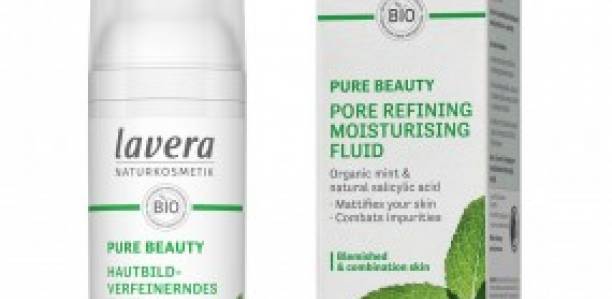 lavera
NATURKOSMETIK
BIO
PURE BEAUTY
HAUTBILD-
VERFEINERNDES
BIO
PURE BEAUTY
PORE REFINING
MOISTURISING
FLUID
Organic mint &
natural salicylic acid
· Mattifies your skin
· Combats impurities
Blemished
& combination skin